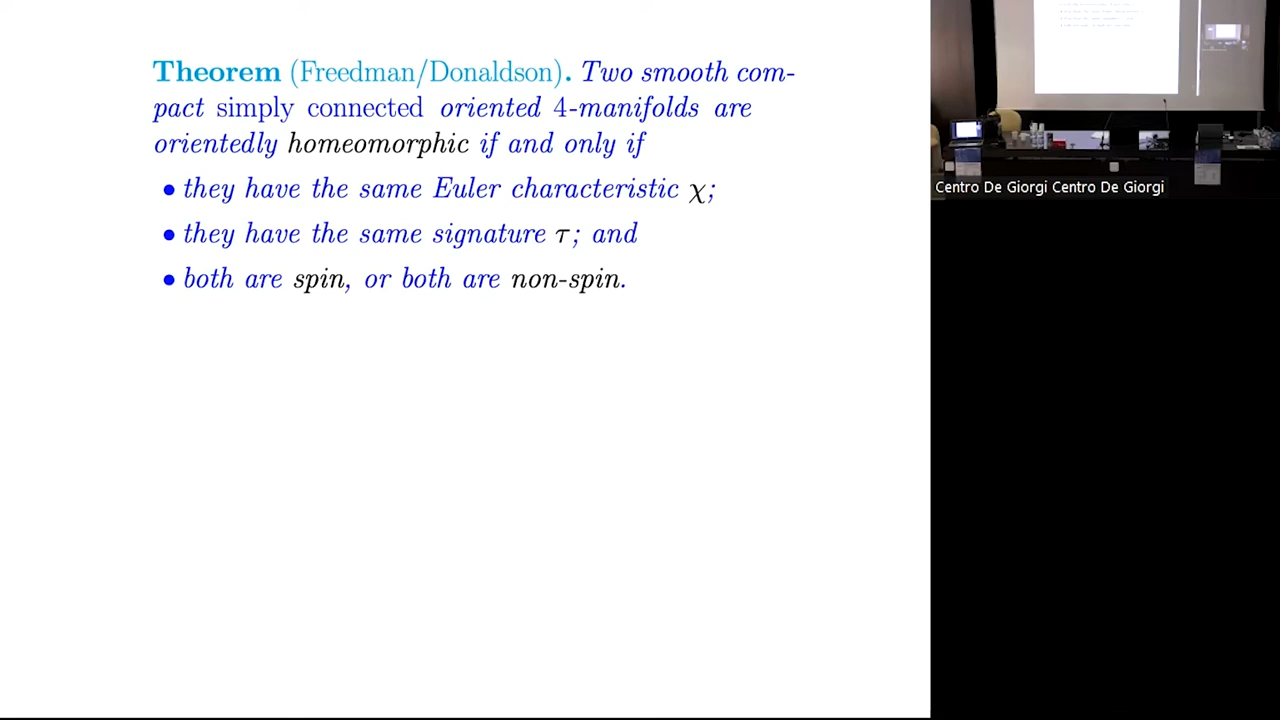 Theorem (Freedman/Donaldson). Two smooth com-
pact simply connected oriented 4-manifolds are
orientedly homeomorphic if and only if
• they have the same Euler characteristic χ;
• they have the same signature τ; and
• both are spin, or both are non-spin.
Centro De Giorgi Centro De Giorgi